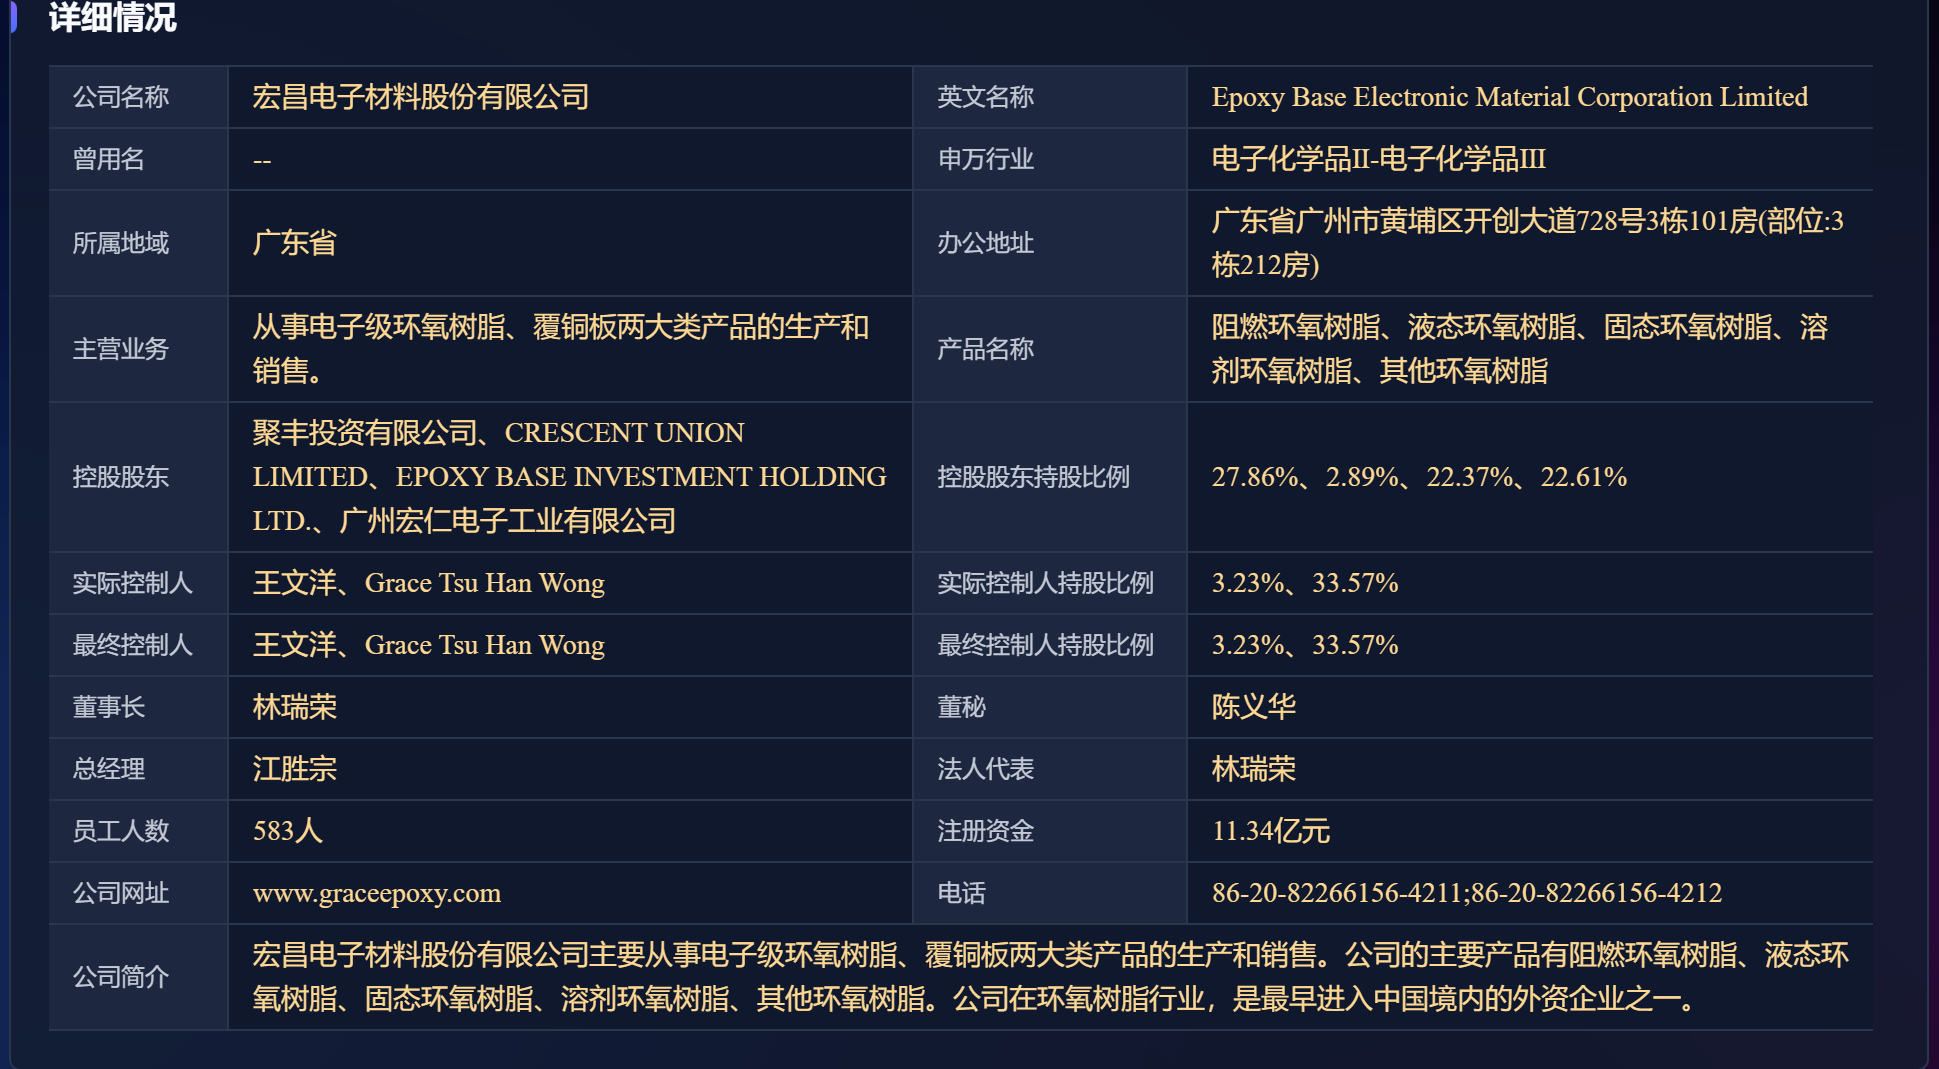 详细情况
公司名称
宏昌电子材料股份有限公司
英文名称
Epoxy Base Electronic Material Corporation Limited
曾用名
--
申万行业
电子化学品II-电子化学品III
所属地域
广东省
办公地址
广东省广州市黄埔区开创大道728号3栋101房(部位:3
栋212房)
主营业务
从事电子级环氧树脂、覆铜板两大类产品的生产和
销售。
产品名称
阻燃环氧树脂、液态环氧树脂、固态环氧树脂、溶
剂环氧树脂、其他环氧树脂
控股股东
聚丰投资有限公司、CRESCENT UNION
LIMITED、EPOXY BASE INVESTMENT HOLDING
LTD.、广州宏仁电子工业有限公司
控股股东持股比例
27.86%、2.89%、22.37%、22.61%
实际控制人
王文洋、Grace Tsu Han Wong
实际控制人持股比例
3.23%、33.57%
最终控制人
王文洋、Grace Tsu Han Wong
最终控制人持股比例
3.23%、33.57%
董事长
林瑞荣
董秘
陈义华
总经理
江胜宗
法人代表
林瑞荣
员工人数
583人
注册资金
11.34亿元
公司网址
www.graceepoxy.com
电话
86-20-82266156-4211;86-20-82266156-4212
公司简介
宏昌电子材料股份有限公司主要从事电子级环氧树脂、覆铜板两大类产品的生产和销售。公司的主要产品有阻燃环氧树脂、液态环
氧树脂、固态环氧树脂、溶剂环氧树脂、其他环氧树脂。公司在环氧树脂行业，是最早进入中国境内的外资企业之一。